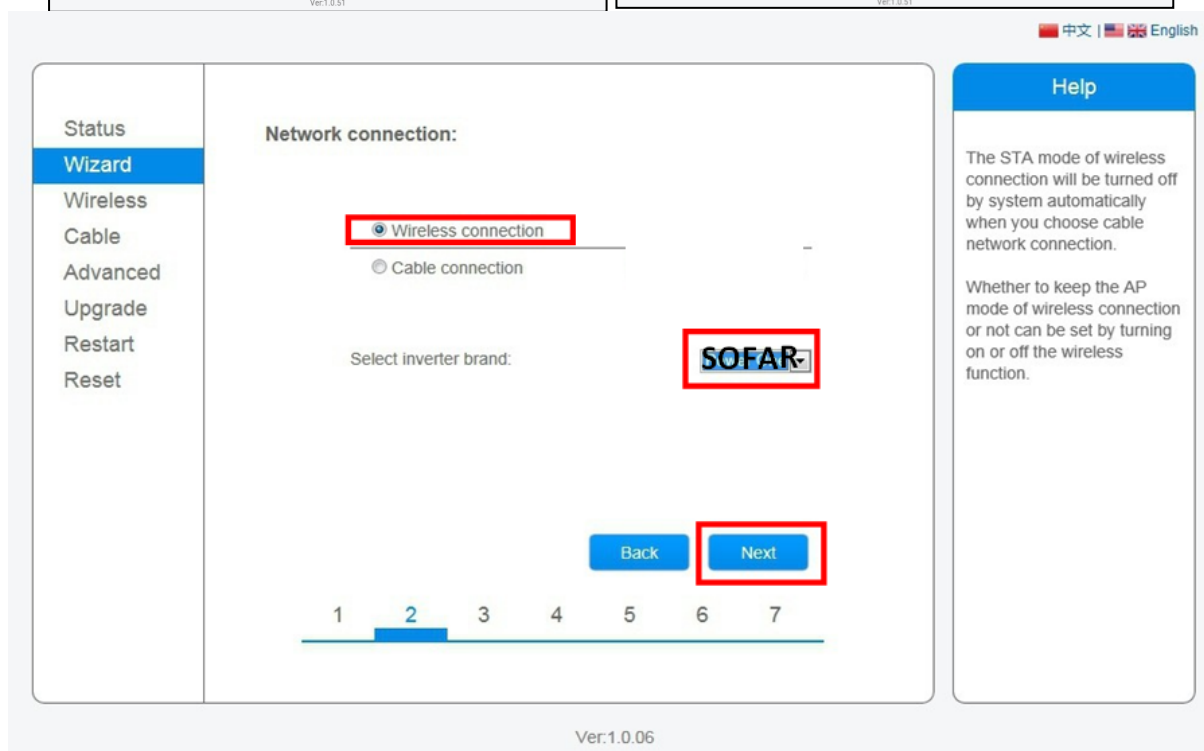 Ver:1.0.51
Ver:1.0.51
中文 | English
Status
Wizard
Wireless
Cable
Advanced
Upgrade
Restart
Reset
Network connection:
Wireless connection
Cable connection
Select inverter brand:
SOFAR
Back
Next
1 2 3 4 5 6 7
Help
The STA mode of wireless
connection will be turned off
by system automatically
when you choose cable
network connection.
Whether to keep the AP
mode of wireless connection
or not can be set by turning
on or off the wireless
function.
Ver:1.0.06